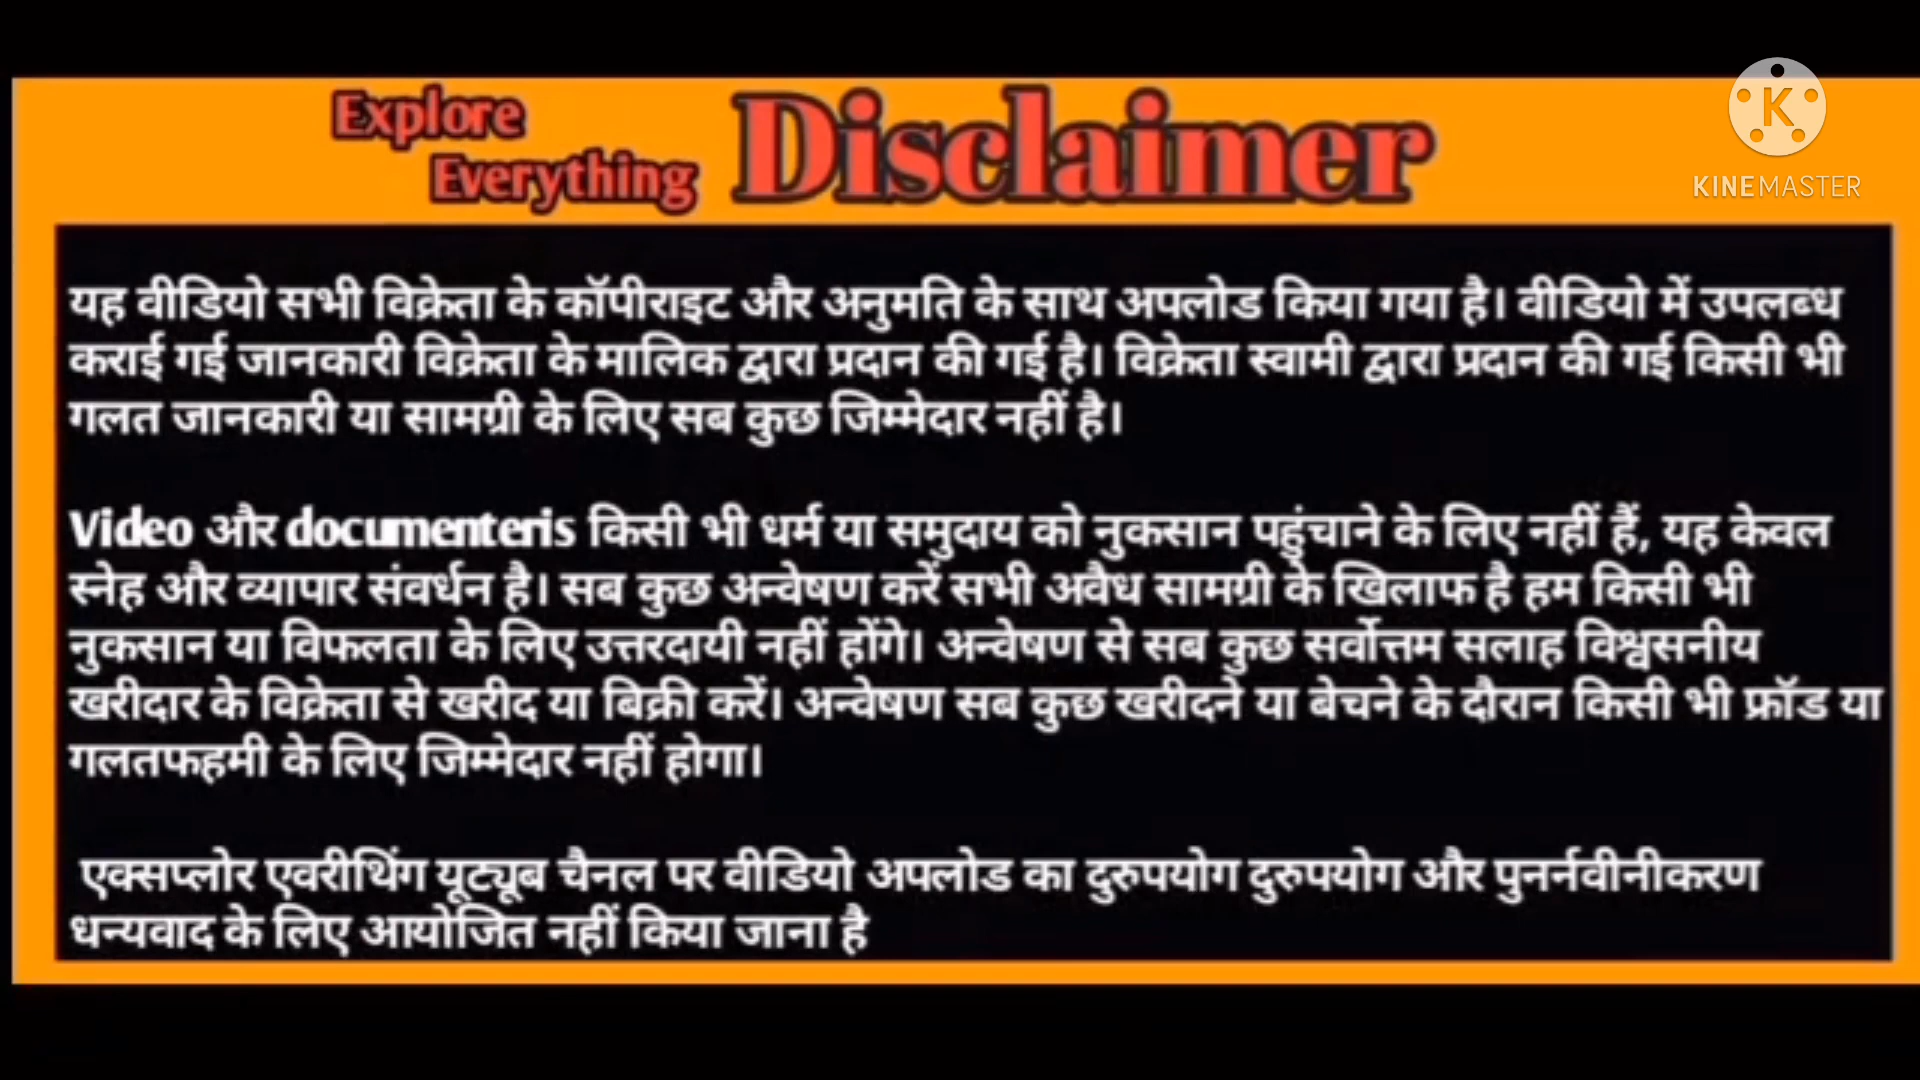 Explore
Everything
Disclaimer
KINEMASTER
यह वीडियो सभी विक्रेता के कॉपीराइट और अनुमति के साथ अपलोड किया गया है। वीडियो में उपलब्ध
कराई गई जानकारी विक्रेता के मालिक द्वारा प्रदान की गई है। विक्रेता स्वामी द्वारा प्रदान की गई किसी भी
गलत जानकारी या सामग्री के लिए सब कुछ जिम्मेदार नहीं है।
Video और documenteris किसी भी धर्म या समुदाय को नुकसान पहुंचाने के लिए नहीं हैं, यह केवल
स्नेह और व्यापार संवर्धन है। सब कुछ अन्वेषण करें सभी अवैध सामग्री के खिलाफ है हम किसी भी
नुकसान या विफलता के लिए उत्तरदायी नहीं होंगे। अन्वेषण से सब कुछ सर्वोत्तम सलाह विश्वसनीय
खरीदार के विक्रेता से खरीद या बिक्री करें। अन्वेषण सब कुछ खरीदने या बेचने के दौरान किसी भी फ्रॉड या
गलतफहमी के लिए जिम्मेदार नहीं होगा।
एक्सप्लोर एवरीथिंग यूट्यूब चैनल पर वीडियो अपलोड का दुरुपयोग दुरुपयोग और पुनर्नवीनीकरण
धन्यवाद के लिए आयोजित नहीं किया जाना है